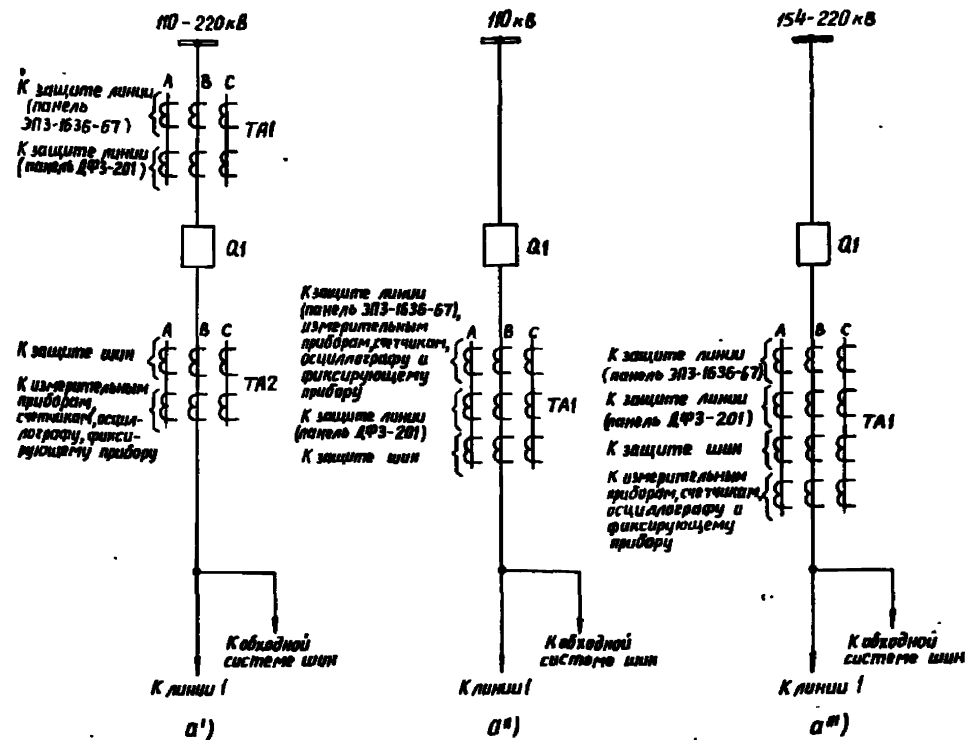 110-220кВ
А В С
К защите линии
(панель
ЭПЗ-1636-67)
ТА1
К защите линии
(панель ДФЗ-201)
Q1
А В С
К защите шин
ТА2
К измерительным
приборам,
счетчикам, осцил-
лографу, фикси-
рующему прибору
К обходной
системе шин
К линии 1
а')
110кВ
Q1
К защите линии
(панель ЭПЗ-1636-67),
измерительным
приборам, счетчикам,
осциллографу и
фиксирующему
прибору
А В С
ТА1
К защите линии
(панель ДФЗ-201)
К защите шин
К обходной
системе шин
К линии 1
а")
154-220кВ
Q1
А В С
К защите линии
(панель ЭПЗ-1636-67)
К защите линии
(панель ДФЗ-201)
ТА1
К защите шин
К измерительным
приборам, счетчикам,
осциллографу и
фиксирующему
прибору
К обходной
системе шин
К линии 1
а''')